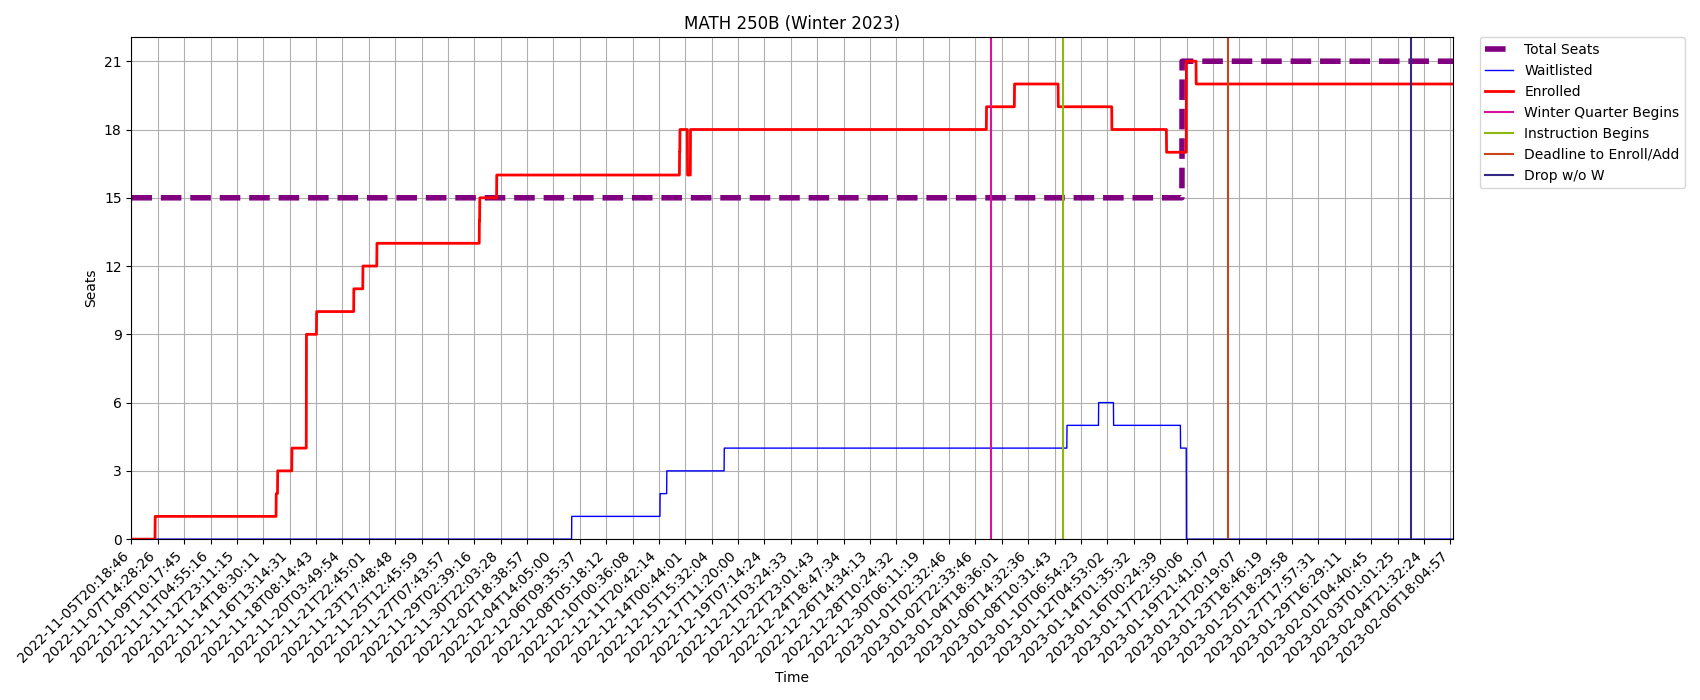 MATH 250B (Winter 2023)
Total Seats
Waitlisted
Enrolled
Winter Quarter Begins
Instruction Begins
Deadline to Enroll/Add
Drop w/o W
Seats
21
18
15
12
9
6
3
0
2022-11-05T20:18:46
2022-11-07T14:28:26
2022-11-09T10:17:45
2022-11-11T04:55:16
2022-11-12T23:11:15
2022-11-14T18:30:11
2022-11-16T13:14:31
2022-11-18T08:14:43
2022-11-20T03:49:54
2022-11-21T22:45:01
2022-11-23T17:48:48
2022-11-25T12:45:59
2022-11-27T07:43:57
2022-11-29T02:39:16
2022-11-30T22:03:28
2022-12-02T18:38:57
2022-12-04T14:05:00
2022-12-06T09:35:37
2022-12-08T05:18:12
2022-12-10T00:36:08
2022-12-11T20:42:14
2022-12-14T00:44:01
2022-12-15T15:32:04
2022-12-17T11:20:00
2022-12-19T07:14:24
2022-12-21T03:24:33
2022-12-22T23:01:43
2022-12-24T18:47:34
2022-12-26T14:34:13
2022-12-28T10:24:32
2022-12-30T06:11:19
2023-01-01T02:32:46
2023-01-02T22:33:46
2023-01-04T18:36:01
2023-01-06T14:32:36
2023-01-08T10:31:43
2023-01-10T06:54:23
2023-01-12T04:53:02
2023-01-14T01:35:32
2023-01-16T00:24:39
2023-01-17T22:50:06
2023-01-19T21:41:07
2023-01-21T20:19:07
2023-01-23T18:46:19
2023-01-25T18:29:58
2023-01-27T17:57:31
2023-01-29T16:29:11
2023-02-01T04:40:45
2023-02-03T01:01:25
2023-02-04T21:32:24
2023-02-06T18:04:57
Time